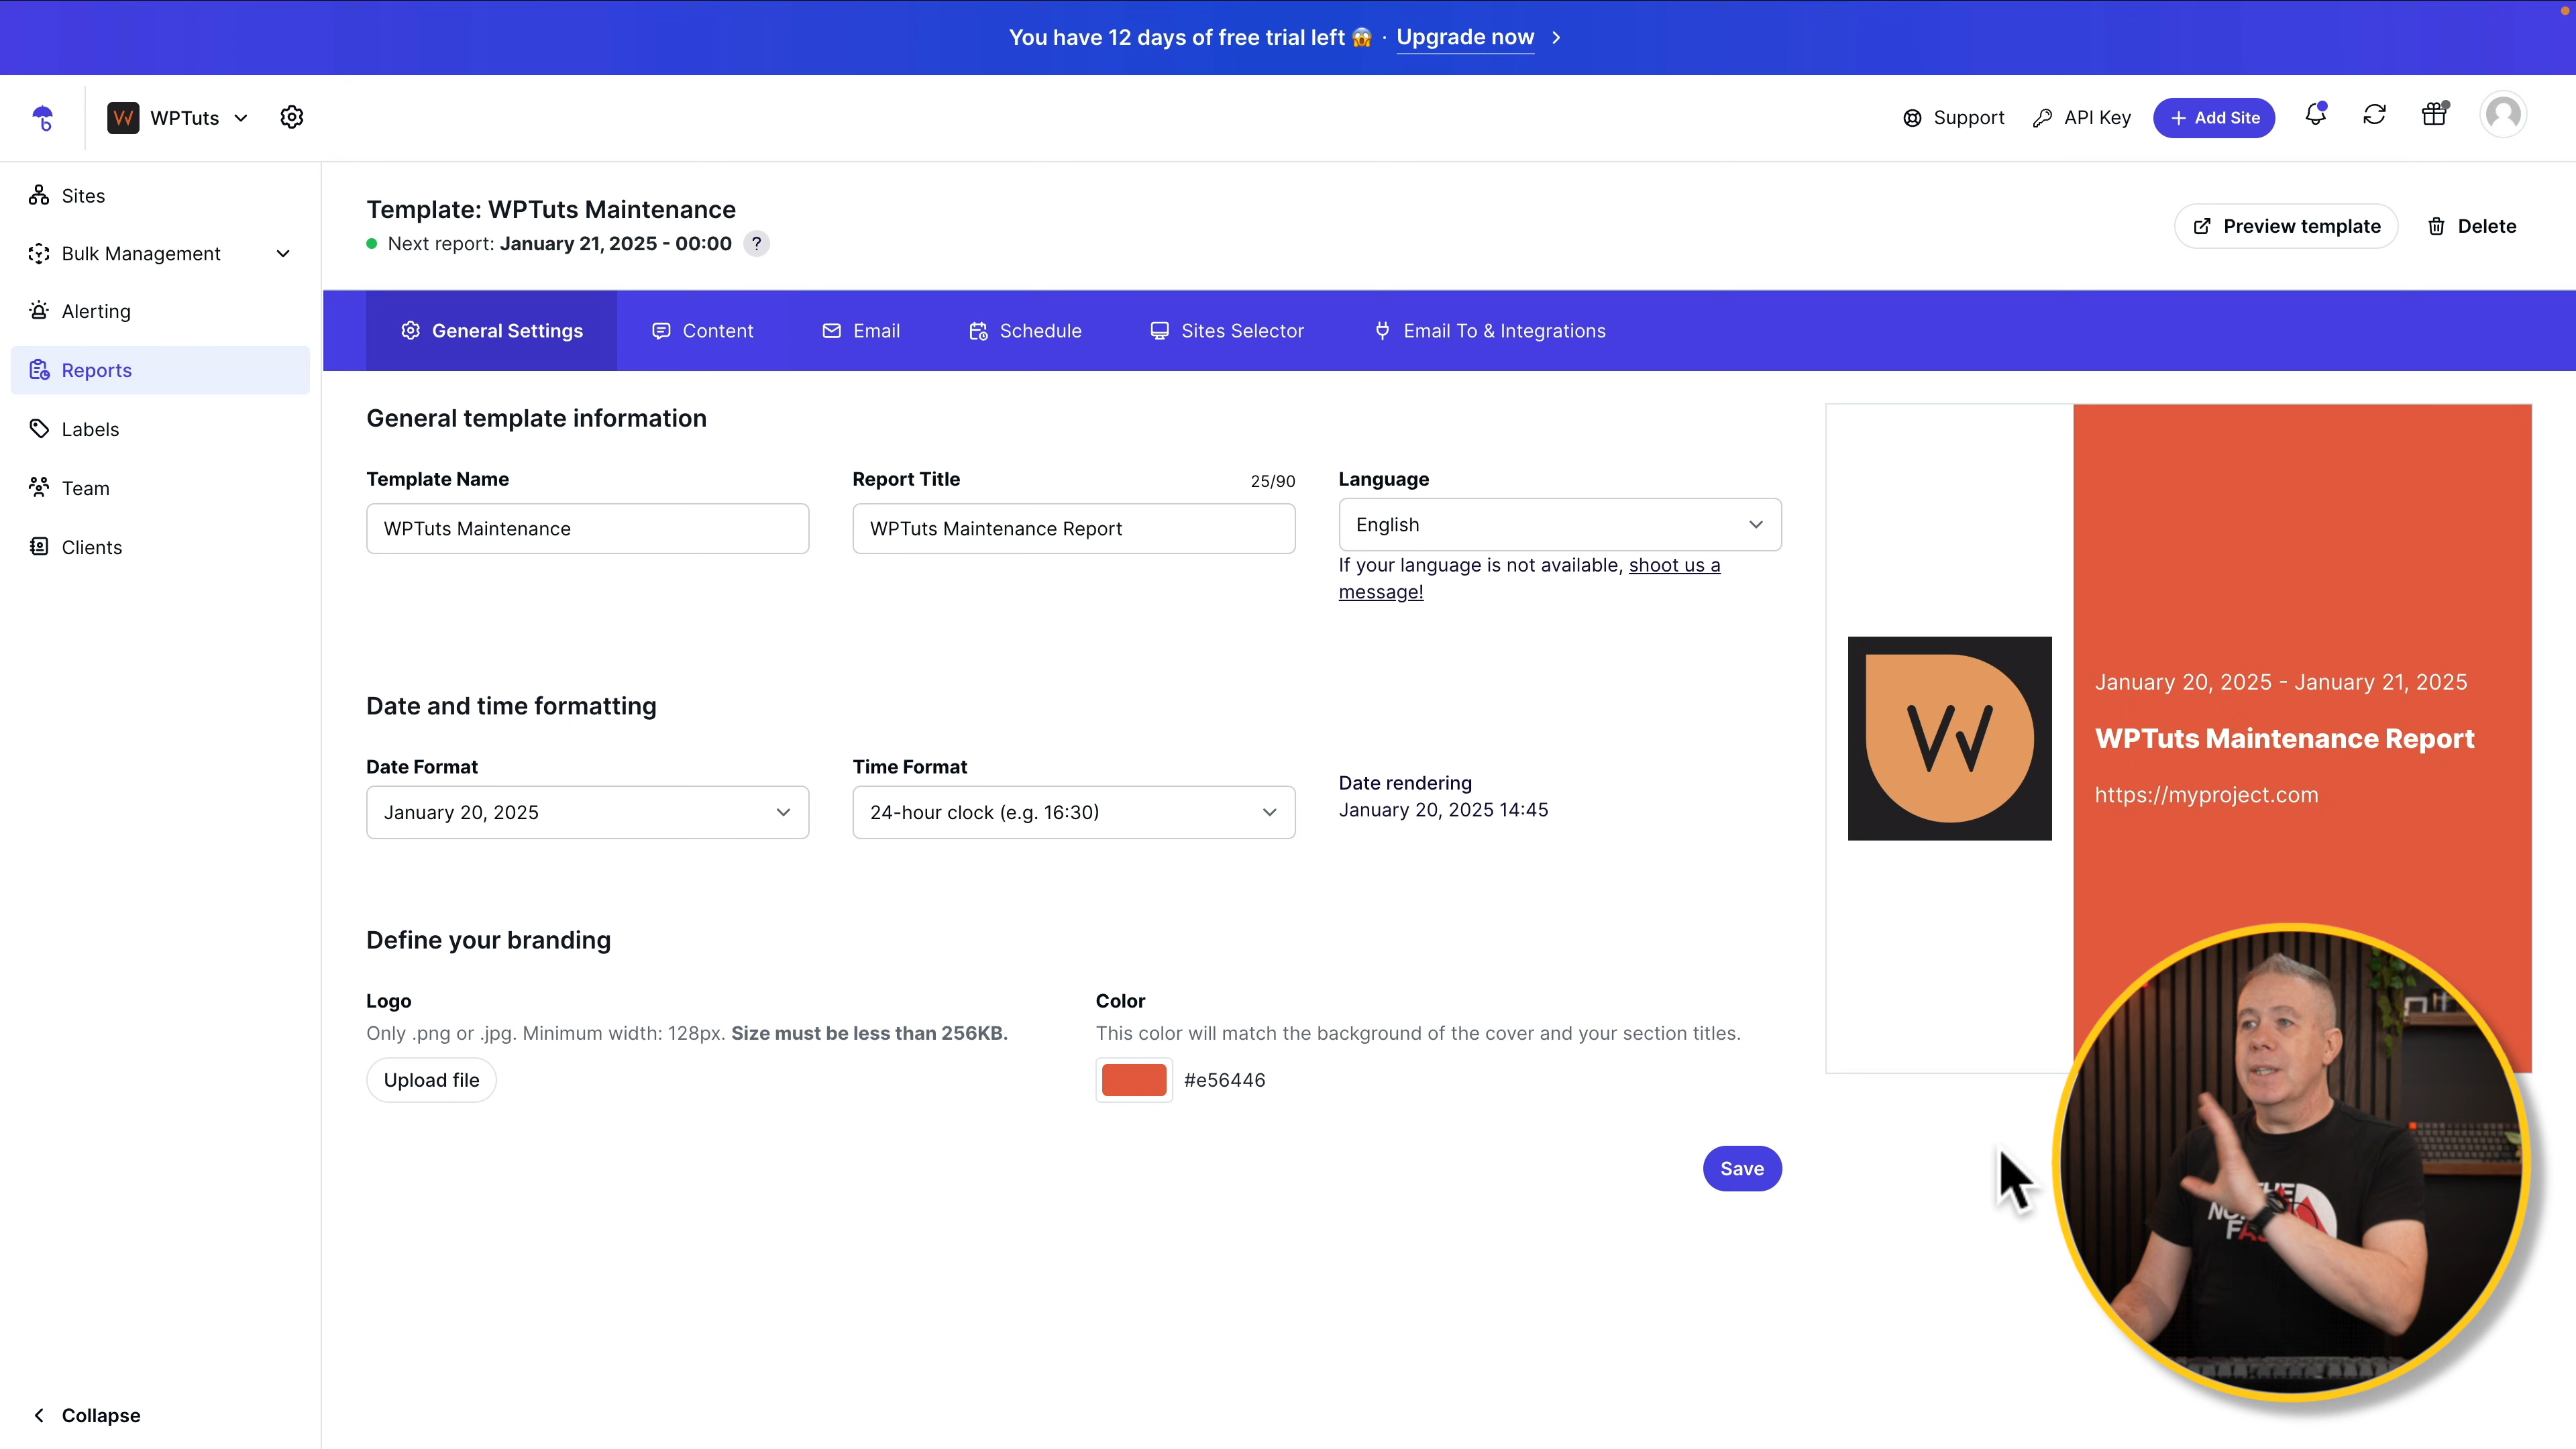 You have 12 days of free trial left 😱 · Upgrade now
WPTuts
Support
API Key
+ Add Site
Sites
Bulk Management
Alerting
Reports
Labels
Team
Clients
Collapse
Template: WPTuts Maintenance
Next report: January 21, 2025 - 00:00 ?
Preview template
Delete
General Settings
Content
Email
Schedule
Sites Selector
Email To & Integrations
General template information
Template Name
WPTuts Maintenance
Report Title 25/90
WPTuts Maintenance Report
Language
English
If your language is not available, shoot us a
message!
Date and time formatting
Date Format
January 20, 2025
Time Format
24-hour clock (e.g. 16:30)
Date rendering
January 20, 2025 14:45
Define your branding
Logo
Only .png or .jpg. Minimum width: 128px. Size must be less than 256KB.
Upload file
Color
This color will match the background of the cover and your section titles.
#e56446
Save
W
January 20, 2025 - January 21, 2025
WPTuts Maintenance Report
https://myproject.com
THE